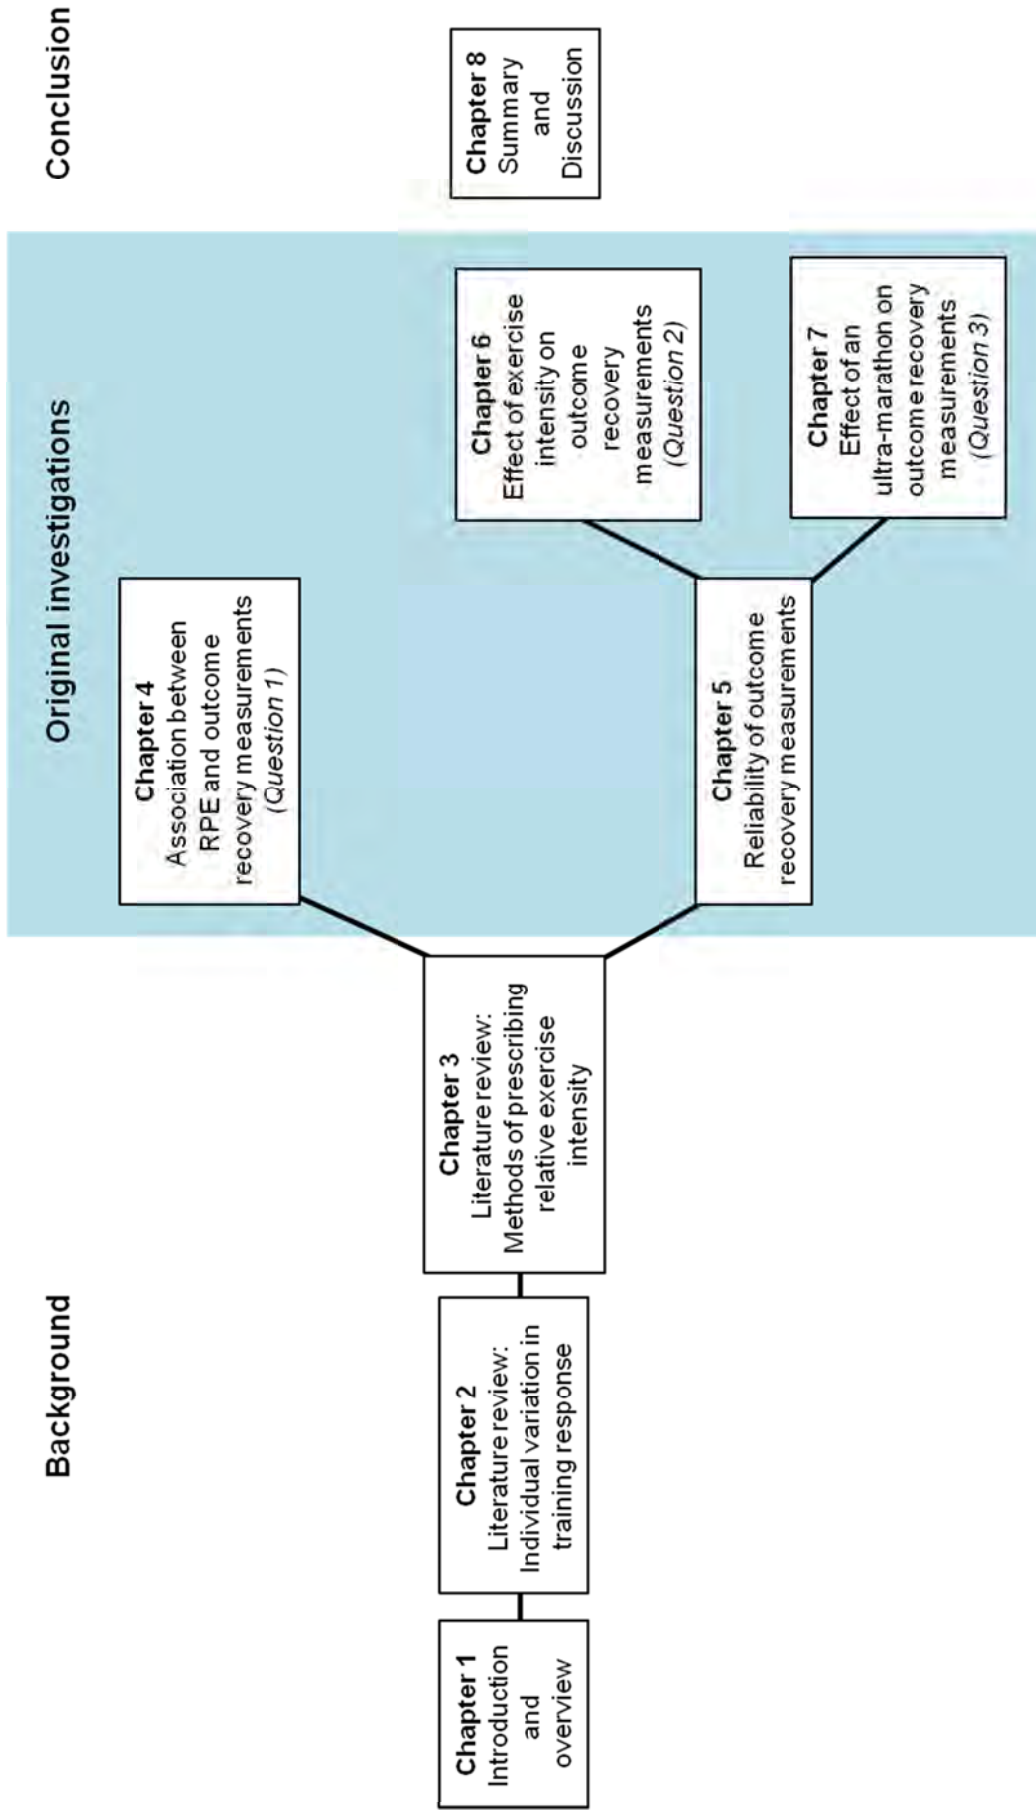 Background
Original investigations
Conclusion
Chapter 1
Introduction
and
overview
Chapter 2
Literature review:
Individual variation in
training response
Chapter 3
Literature review:
Methods of prescribing
relative exercise
intensity
Chapter 4
Association between
RPE and outcome
recovery measurements
(Question 1)
Chapter 5
Reliability of outcome
recovery measurements
Chapter 6
Effect of exercise
intensity on
outcome
recovery
measurements
(Question 2)
Chapter 7
Effect of an
ultra-marathon on
outcome recovery
measurements
(Question 3)
Chapter 8
Summary
and
Discussion